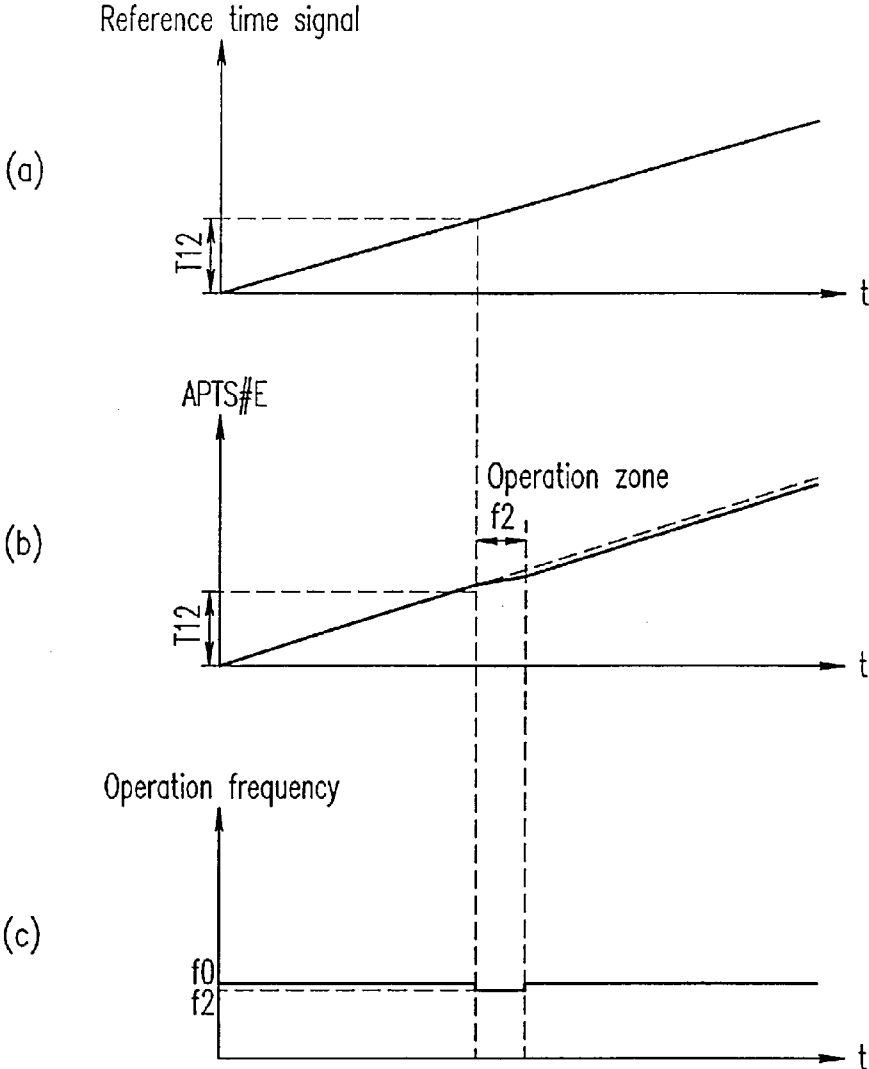 Reference time signal
(a)
T12
t
APTS#E
Operation zone
f2
(b)
T12
t
Operation frequency
(c)
f0
f2
t